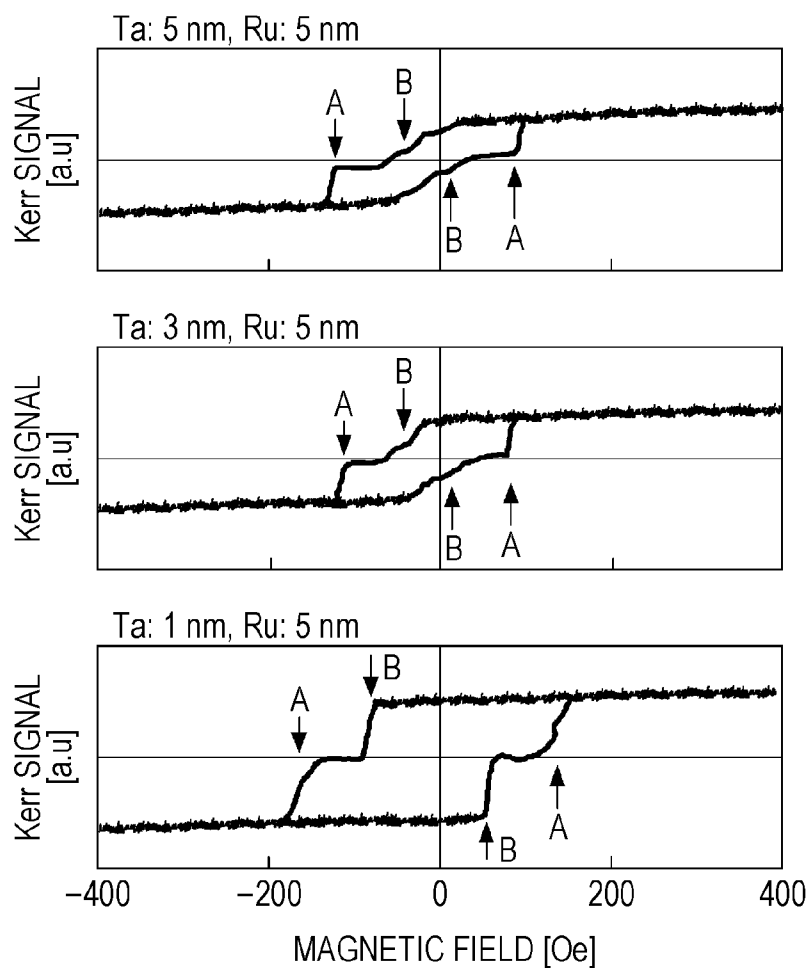 Ta: 5 nm, Ru: 5 nm
A
B
B
A
Kerr SIGNAL
[a.u]
Ta: 3 nm, Ru: 5 nm
A
B
B
A
Kerr SIGNAL
[a.u]
Ta: 1 nm, Ru: 5 nm
A
B
B
A
Kerr SIGNAL
[a.u]
−400 −200 0 200 400
MAGNETIC FIELD [Oe]